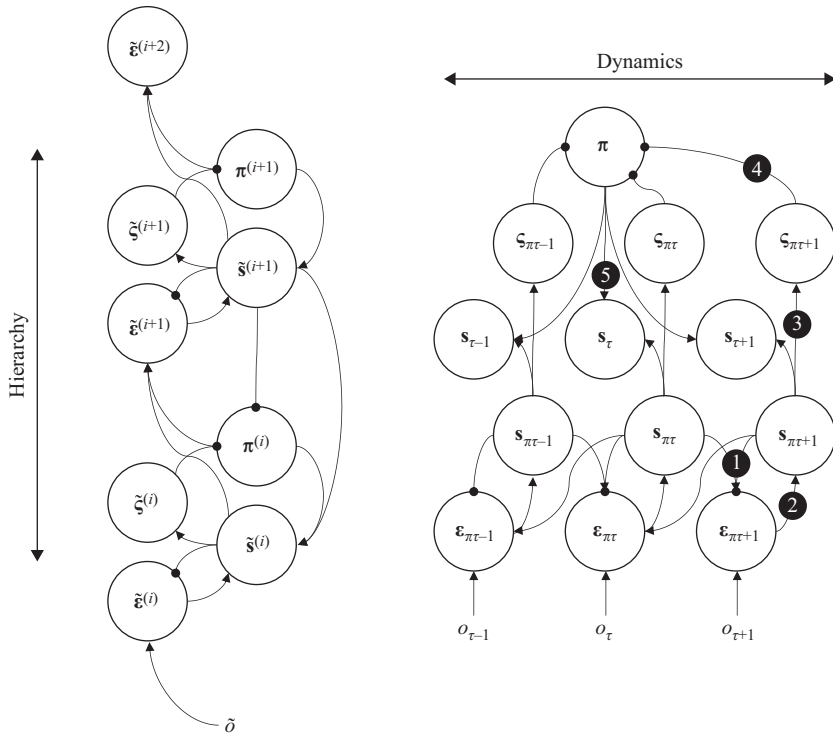 Hierarchy
ε̃⁽ⁱ⁺²⁾
π⁽ⁱ⁺¹⁾
ς̃⁽ⁱ⁺¹⁾
s̃⁽ⁱ⁺¹⁾
ε̃⁽ⁱ⁺¹⁾
π⁽ⁱ⁾
ς̃⁽ⁱ⁾
s̃⁽ⁱ⁾
ε̃⁽ⁱ⁾
õ
Dynamics
π
4
ς_πτ−1 ς_πτ ς_πτ+1
5
3
s_τ−1 s_τ s_τ+1
s_πτ−1 s_πτ s_πτ+1
1
2
ε_πτ−1 ε_πτ ε_πτ+1
o_τ−1 o_τ o_τ+1